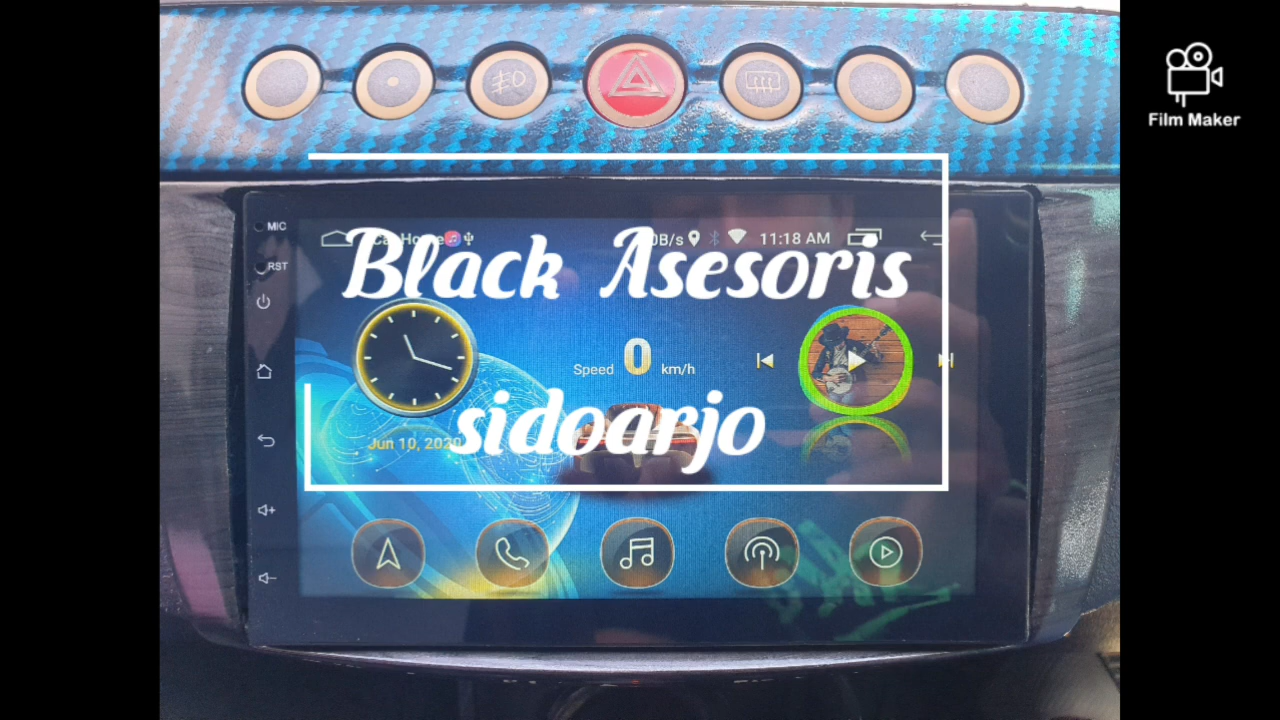 Film Maker
MIC
RST
B/s 11:18 AM
Black Asesoris
Speed 0 km/h
sidoarjo
Jun 10, 2020